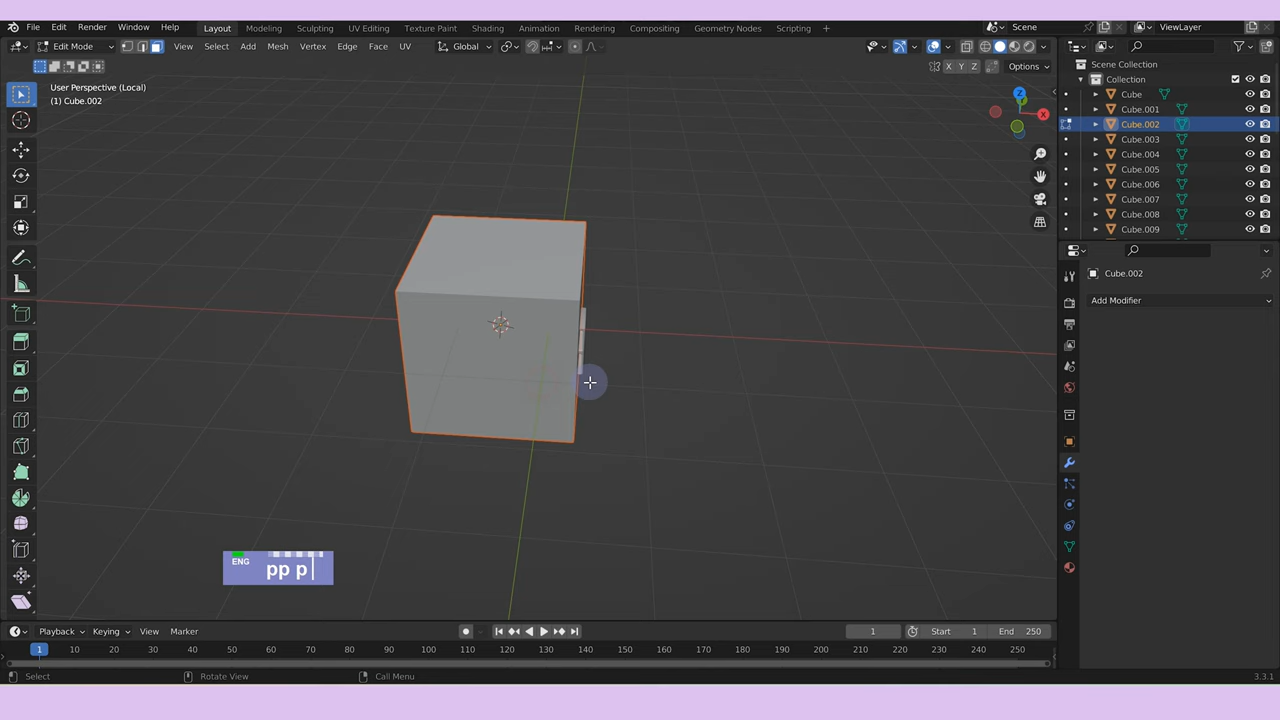 File Edit Render Window Help Layout Modeling Sculpting UV Editing Texture Paint Shading Animation Rendering Compositing Geometry Nodes Scripting + Scene ViewLayer
Edit Mode View Select Add Mesh Vertex Edge Face UV Global
X Y Z Options
User Perspective (Local)
(1) Cube.002
Z
X
Scene Collection
Collection
Cube
Cube.001
Cube.002
Cube.003
Cube.004
Cube.005
Cube.006
Cube.007
Cube.008
Cube.009
Cube.002
Add Modifier
ENG
pp p
Playback Keying View Marker 1 Start 1 End 250
1 10 20 30 40 50 60 70 80 90 100 110 120 130 140 150 160 170 180 190 200 210 220 230 240 250
Select Rotate View Call Menu 3.3.1